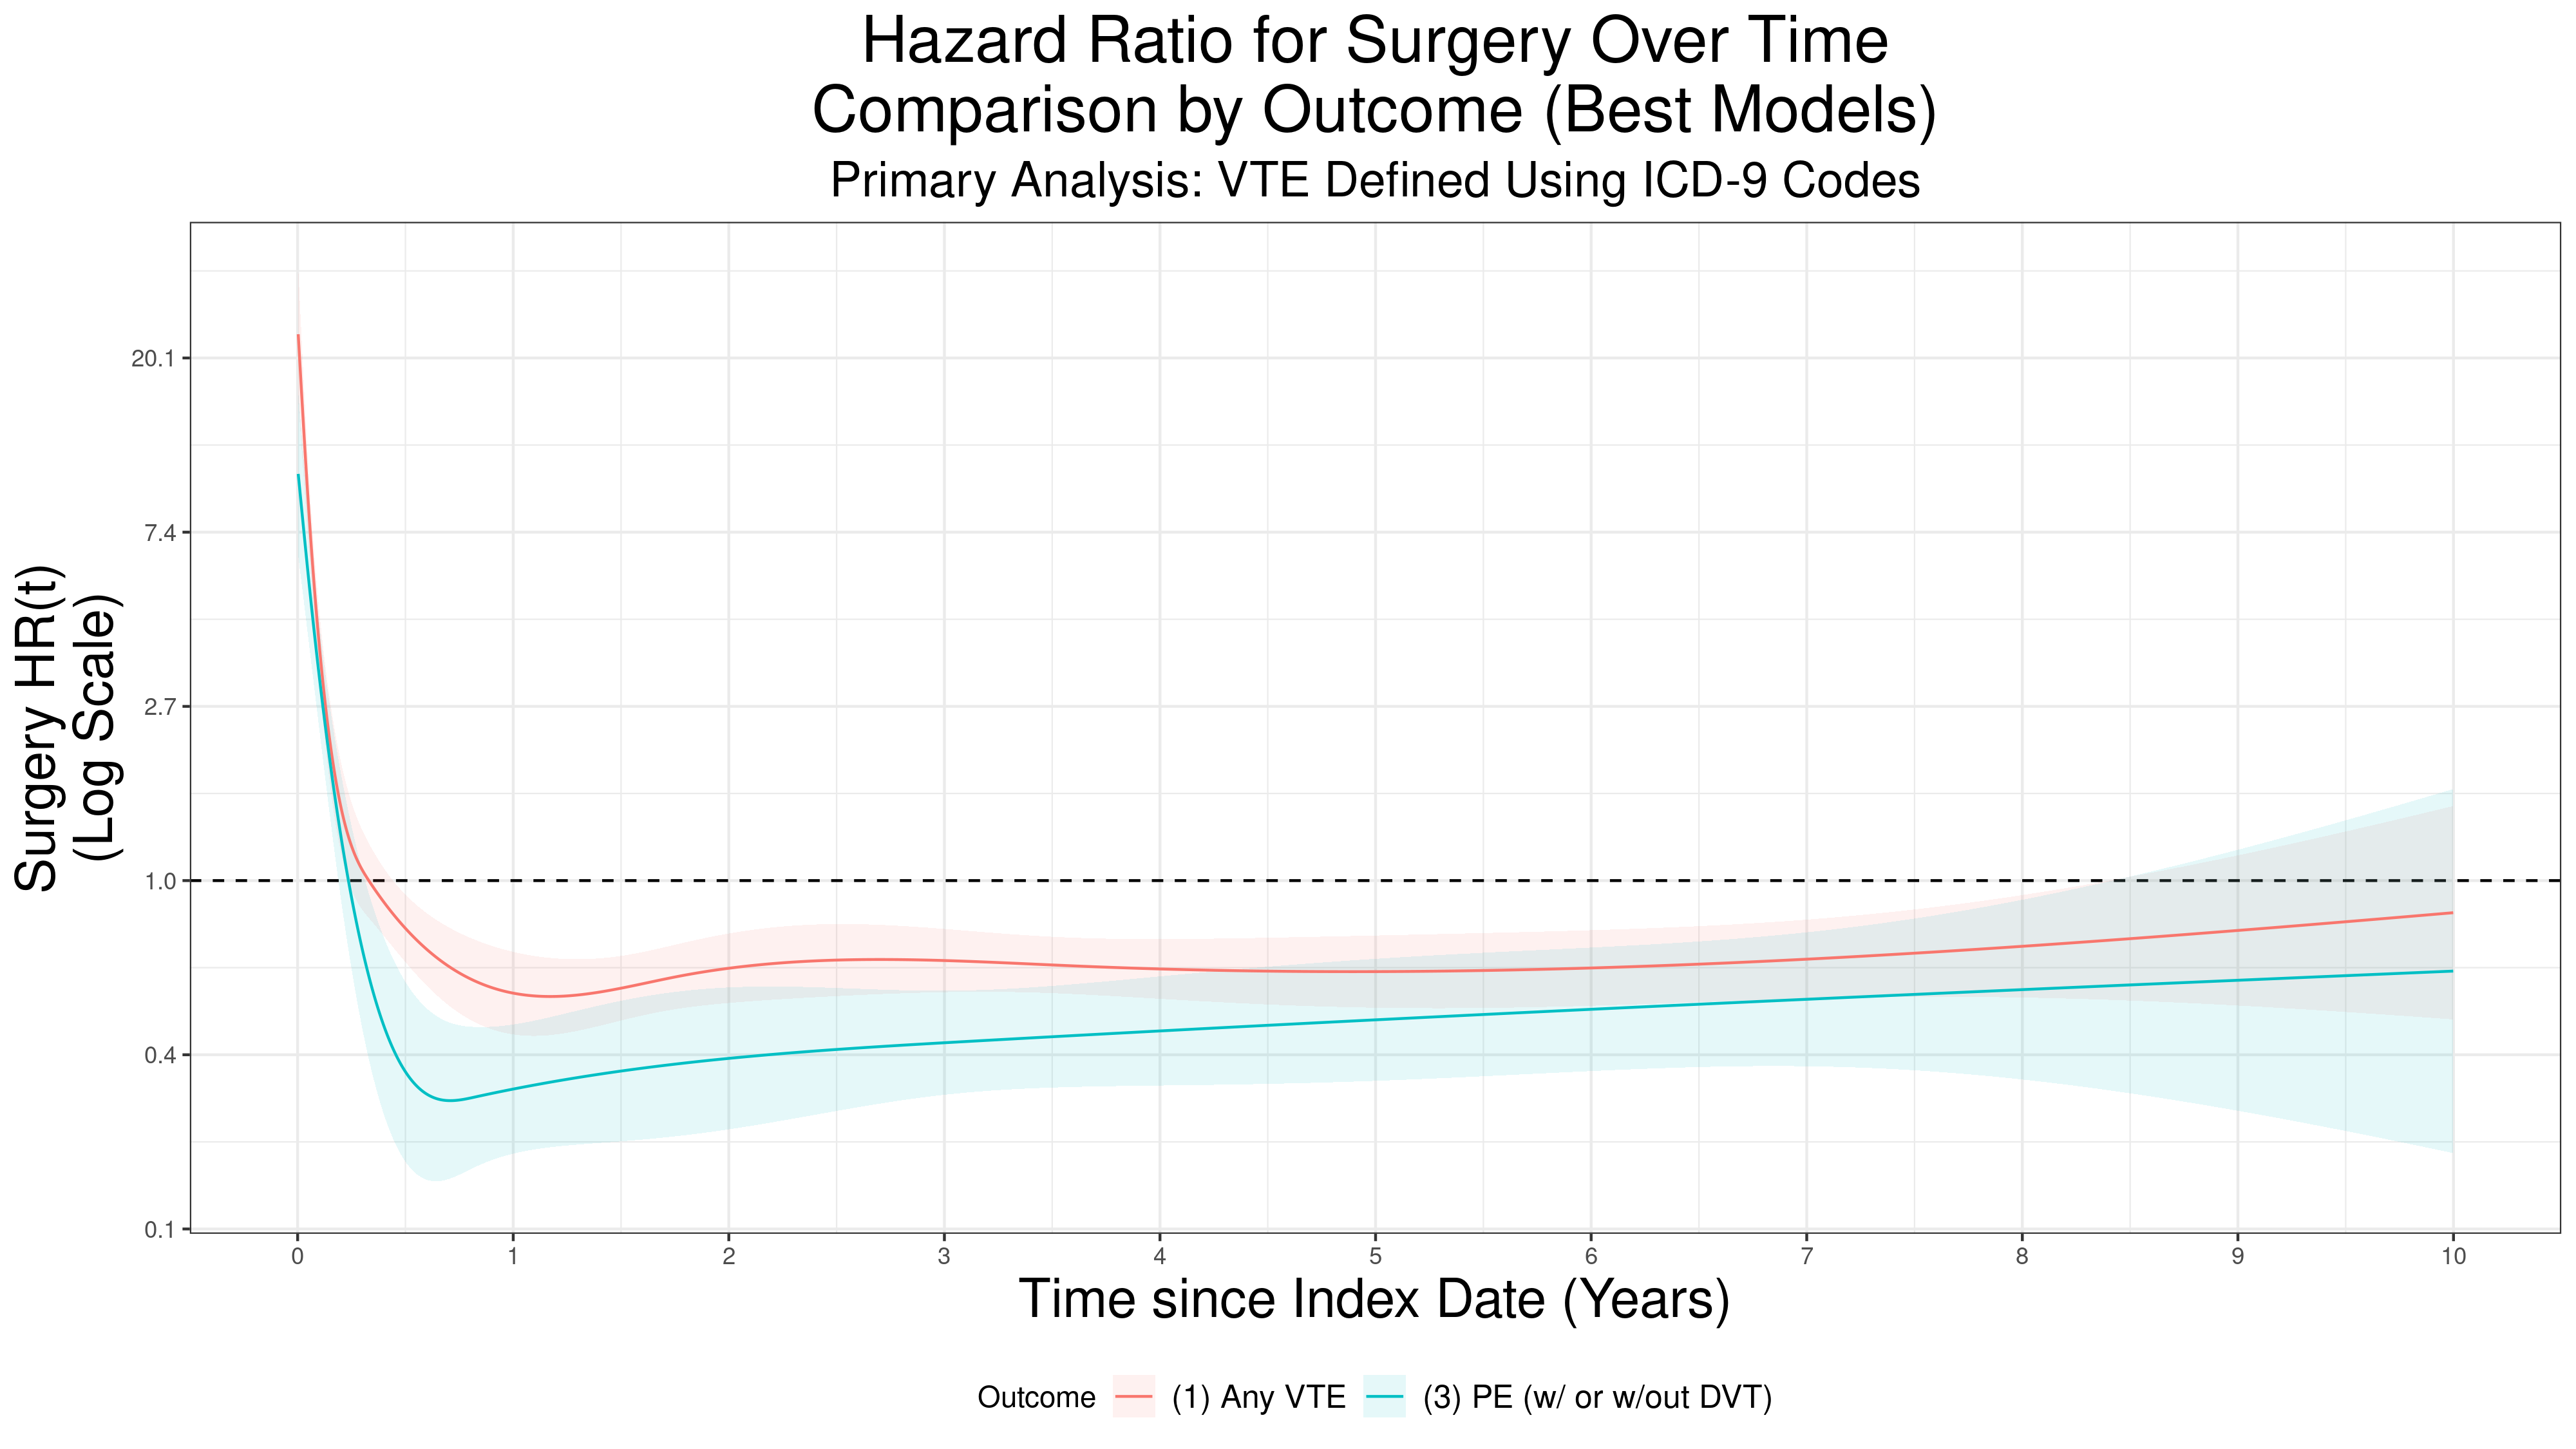 Hazard Ratio for Surgery Over Time
Comparison by Outcome (Best Models)
Primary Analysis: VTE Defined Using ICD-9 Codes
Surgery HR(t)
(Log Scale)
20.1
7.4
2.7
1.0
0.4
0.1
0 1 2 3 4 5 6 7 8 9 10
Time since Index Date (Years)
Outcome (1) Any VTE (3) PE (w/ or w/out DVT)